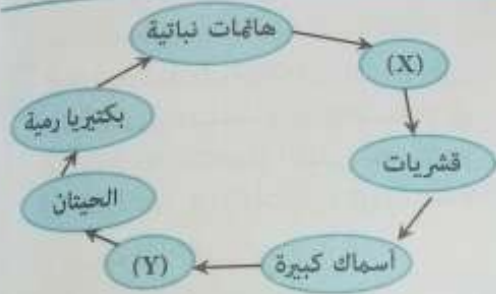 هائمات نباتية
(X)
قشريات
أسماك كبيرة
(Y)
الحيتان
بكتيريا رمية